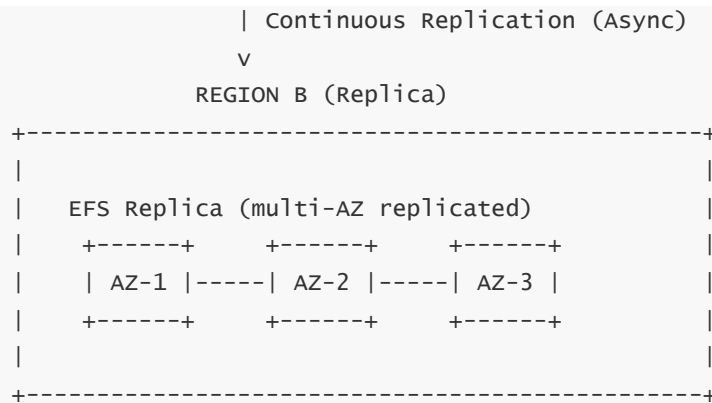 | Continuous Replication (Async)
v
REGION B (Replica)
+------------------------------------------------+
| |
| EFS Replica (multi-AZ replicated) |
| +------+ +------+ +------+ |
| | AZ-1 |-----| AZ-2 |-----| AZ-3 | |
| +------+ +------+ +------+ |
| |
+------------------------------------------------+